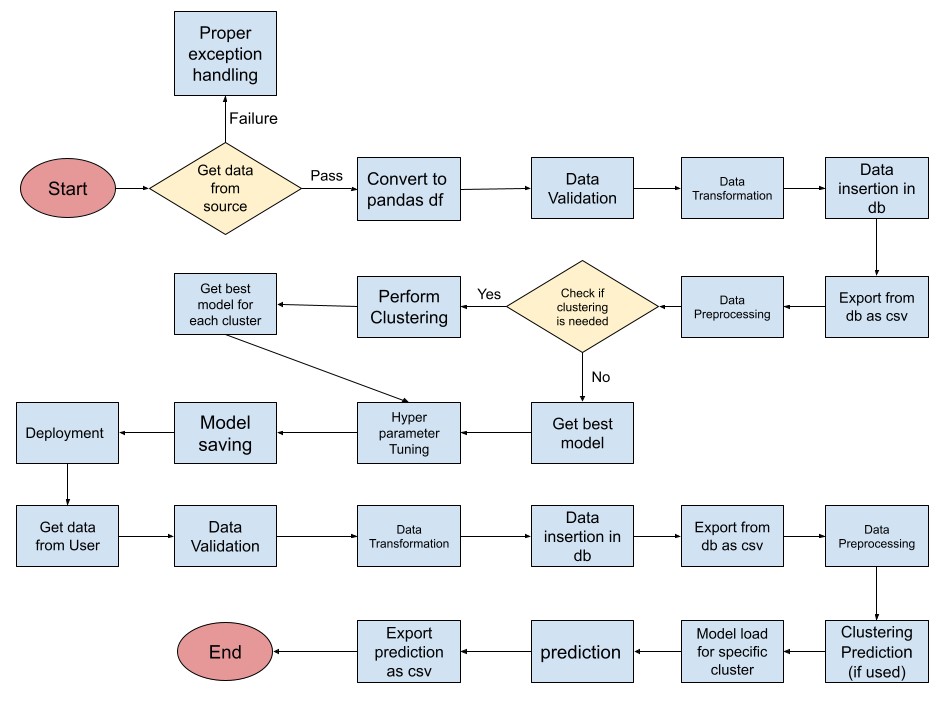 Proper
exception
handling
Failure
Start
Get data
from
source
Pass
Convert to
pandas df
Data
Validation
Data
Transformation
Data
insertion in
db
Get best
model for
each cluster
Perform
Clustering
Yes
Check if
clustering
is needed
Data
Preprocessing
Export from
db as csv
No
Deployment
Model
saving
Hyper
parameter
Tuning
Get best
model
Get data
from User
Data
Validation
Data
Transformation
Data
insertion in
db
Export from
db as csv
Data
Preprocessing
End
Export
prediction
as csv
prediction
Model load
for specific
cluster
Clustering
Prediction
(if used)